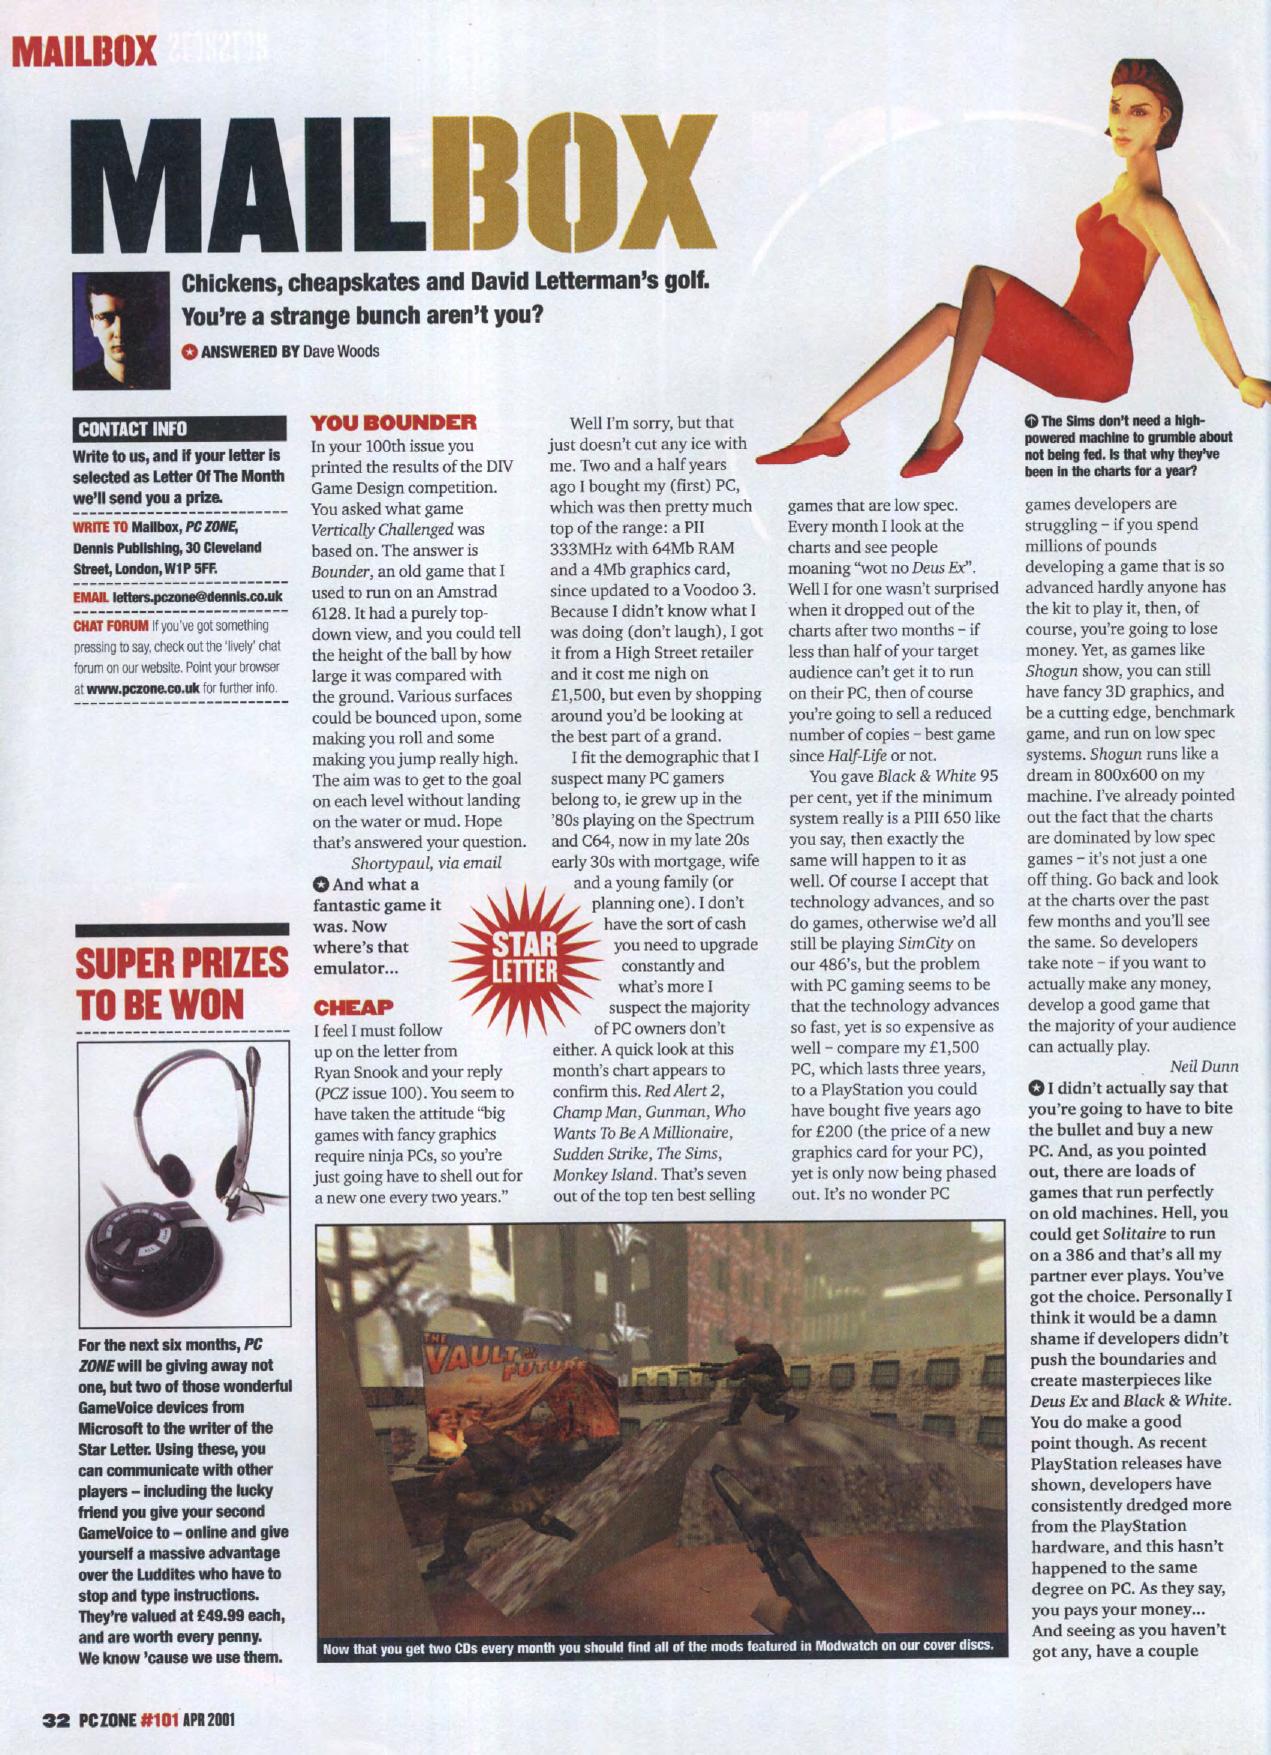 MAILBOX
MAILBOX
Chickens, cheapskates and David Letterman's golf.
You're a strange bunch aren't you?
ANSWERED BY Dave Woods
CONTACT INFO
Write to us, and if your letter is
selected as Letter Of The Month
we'll send you a prize.
WRITE TO Mailbox, PC ZONE,
Dennis Publishing, 30 Cleveland
Street, London, W1P 5FF.
EMAIL letters.pczone@dennis.co.uk
CHAT FORUM If you've got something
pressing to say, check out the 'lively' chat
forum on our website. Point your browser
at www.pczone.co.uk for further info.
SUPER PRIZES
TO BE WON
For the next six months, PC
ZONE will be giving away not
one, but two of those wonderful
GameVoice devices from
Microsoft to the writer of the
Star Letter. Using these, you
can communicate with other
players – including the lucky
friend you give your second
GameVoice to – online and give
yourself a massive advantage
over the Luddites who have to
stop and type instructions.
They're valued at £49.99 each,
and are worth every penny.
We know 'cause we use them.
YOU BOUNDER
In your 100th issue you
printed the results of the DIV
Game Design competition.
You asked what game
Vertically Challenged was
based on. The answer is
Bounder, an old game that I
used to run on an Amstrad
6128. It had a purely top-
down view, and you could tell
the height of the ball by how
large it was compared with
the ground. Various surfaces
could be bounced upon, some
making you roll and some
making you jump really high.
The aim was to get to the goal
on each level without landing
on the water or mud. Hope
that's answered your question.
Shortypaul, via email
And what a
fantastic game it
was. Now
where's that
emulator...
STAR
LETTER
CHEAP
I feel I must follow
up on the letter from
Ryan Snook and your reply
(PCZ issue 100). You seem to
have taken the attitude "big
games with fancy graphics
require ninja PCs, so you're
just going have to shell out for
a new one every two years."
Well I'm sorry, but that
just doesn't cut any ice with
me. Two and a half years
ago I bought my (first) PC,
which was then pretty much
top of the range: a PII
333MHz with 64Mb RAM
and a 4Mb graphics card,
since updated to a Voodoo 3.
Because I didn't know what I
was doing (don't laugh), I got
it from a High Street retailer
and it cost me nigh on
£1,500, but even by shopping
around you'd be looking at
the best part of a grand.
I fit the demographic that I
suspect many PC gamers
belong to, ie grew up in the
'80s playing on the Spectrum
and C64, now in my late 20s
early 30s with mortgage, wife
and a young family (or
planning one). I don't
have the sort of cash
you need to upgrade
constantly and
what's more I
suspect the majority
of PC owners don't
either. A quick look at this
month's chart appears to
confirm this. Red Alert 2,
Champ Man, Gunman, Who
Wants To Be A Millionaire,
Sudden Strike, The Sims,
Monkey Island. That's seven
out of the top ten best selling
games that are low spec.
Every month I look at the
charts and see people
moaning "wot no Deus Ex".
Well I for one wasn't surprised
when it dropped out of the
charts after two months – if
less than half of your target
audience can't get it to run
on their PC, then of course
you're going to sell a reduced
number of copies – best game
since Half-Life or not.
You gave Black & White 95
per cent, yet if the minimum
system really is a PIII 650 like
you say, then exactly the
same will happen to it as
well. Of course I accept that
technology advances, and so
do games, otherwise we'd all
still be playing SimCity on
our 486's, but the problem
with PC gaming seems to be
that the technology advances
so fast, yet is so expensive as
well – compare my £1,500
PC, which lasts three years,
to a PlayStation you could
have bought five years ago
for £200 (the price of a new
graphics card for your PC),
yet is only now being phased
out. It's no wonder PC
The Sims don't need a high-
powered machine to grumble about
not being fed. Is that why they've
been in the charts for a year?
games developers are
struggling – if you spend
millions of pounds
developing a game that is so
advanced hardly anyone has
the kit to play it, then, of
course, you're going to lose
money. Yet, as games like
Shogun show, you can still
have fancy 3D graphics, and
be a cutting edge, benchmark
game, and run on low spec
systems. Shogun runs like a
dream in 800x600 on my
machine. I've already pointed
out the fact that the charts
are dominated by low spec
games – it's not just a one
off thing. Go back and look
at the charts over the past
few months and you'll see
the same. So developers
take note – if you want to
actually make any money,
develop a good game that
the majority of your audience
can actually play.
Neil Dunn
I didn't actually say that
you're going to have to bite
the bullet and buy a new
PC. And, as you pointed
out, there are loads of
games that run perfectly
on old machines. Hell, you
could get Solitaire to run
on a 386 and that's all my
partner ever plays. You've
got the choice. Personally I
think it would be a damn
shame if developers didn't
push the boundaries and
create masterpieces like
Deus Ex and Black & White.
You do make a good
point though. As recent
PlayStation releases have
shown, developers have
consistently dredged more
from the PlayStation
hardware, and this hasn't
happened to the same
degree on PC. As they say,
you pays your money...
And seeing as you haven't
got any, have a couple
THE
VAULT OF THE
FUTURE
Now that you get two CDs every month you should find all of the mods featured in Modwatch on our cover discs.
32 PCZONE #101 APR 2001